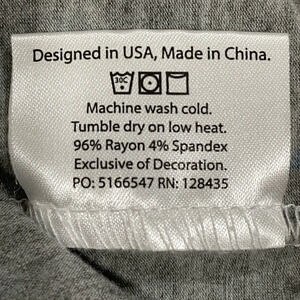 Designed in USA, Made in China.
30C
Machine wash cold.
Tumble dry on low heat.
96% Rayon 4% Spandex
Exclusive of Decoration.
PO: 5166547 RN: 128435